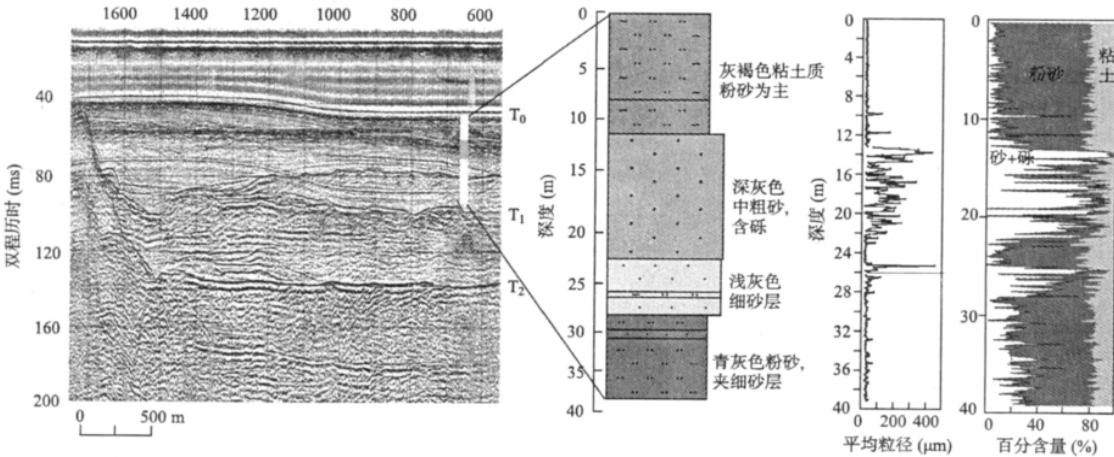 1600 1400 1200 1000 800 600
40
80
120
160
200
双程历时 (ms)
T0
T1
T2
0 500 m
0
5
10
15
20
25
30
35
40
深度 (m)
灰褐色粘土质
粉砂为主
深灰色
中粗砂,
含砾
浅灰色
细砂层
青灰色粉砂,
夹细砂层
0
4
8
12
16
20
24
28
32
36
40
深度 (m)
0 200 400
平均粒径 (μm)
0
10
20
30
40
粉砂
粘
土
砂+砾
0 40 80
百分含量 (%)